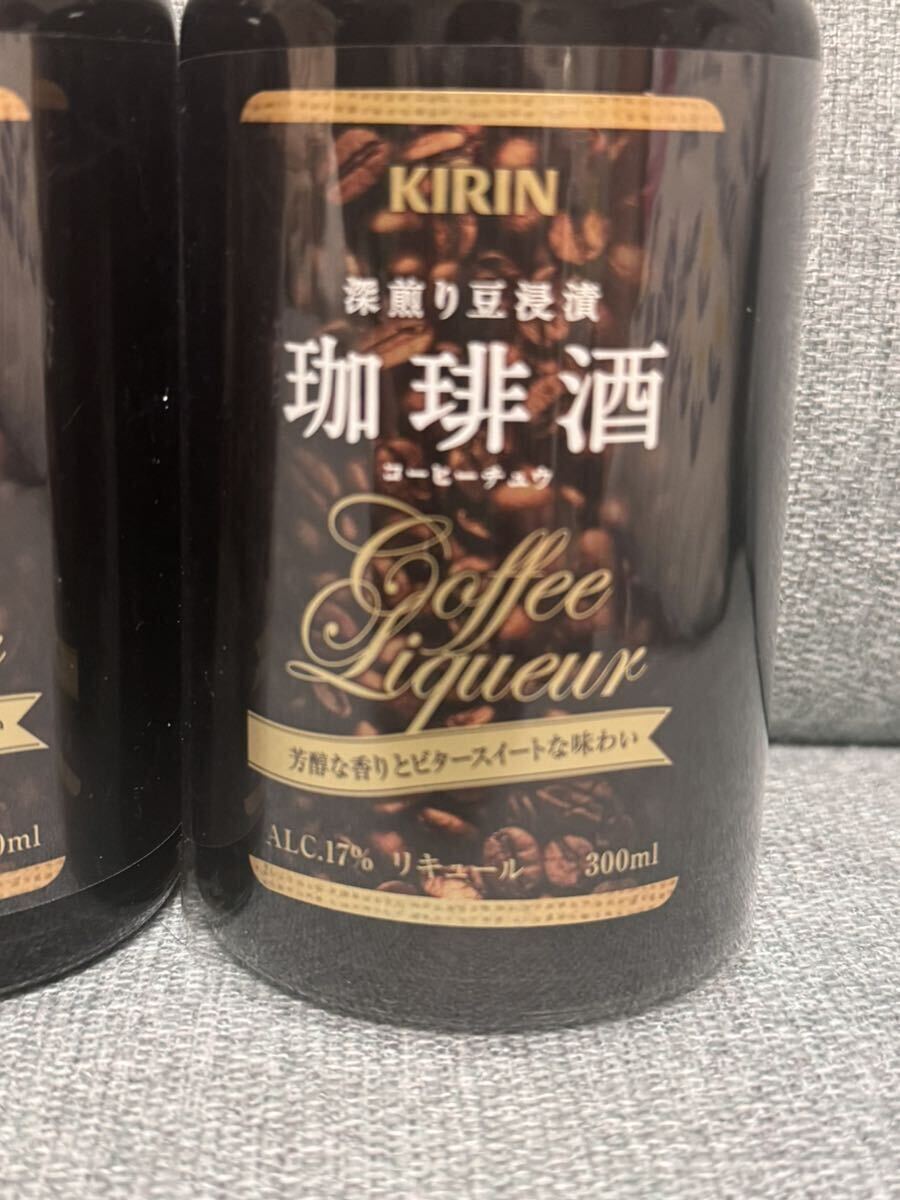 KIRIN
深煎り豆浸漬
珈琲酒
コーヒーチュウ
Coffee
Liqueur
芳醇な香りとビタースイートな味わい
ALC.17% リキュール 300ml
0ml